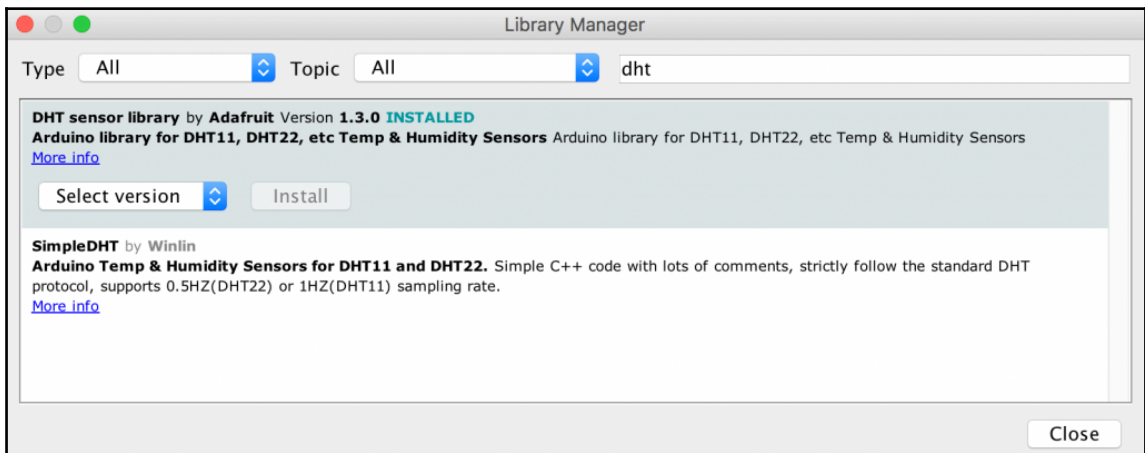 Library Manager
Type All Topic All dht
DHT sensor library by Adafruit Version 1.3.0 INSTALLED
Arduino library for DHT11, DHT22, etc Temp & Humidity Sensors Arduino library for DHT11, DHT22, etc Temp & Humidity Sensors
More info
Select version Install
SimpleDHT by Winlin
Arduino Temp & Humidity Sensors for DHT11 and DHT22. Simple C++ code with lots of comments, strictly follow the standard DHT
protocol, supports 0.5HZ(DHT22) or 1HZ(DHT11) sampling rate.
More info
Close